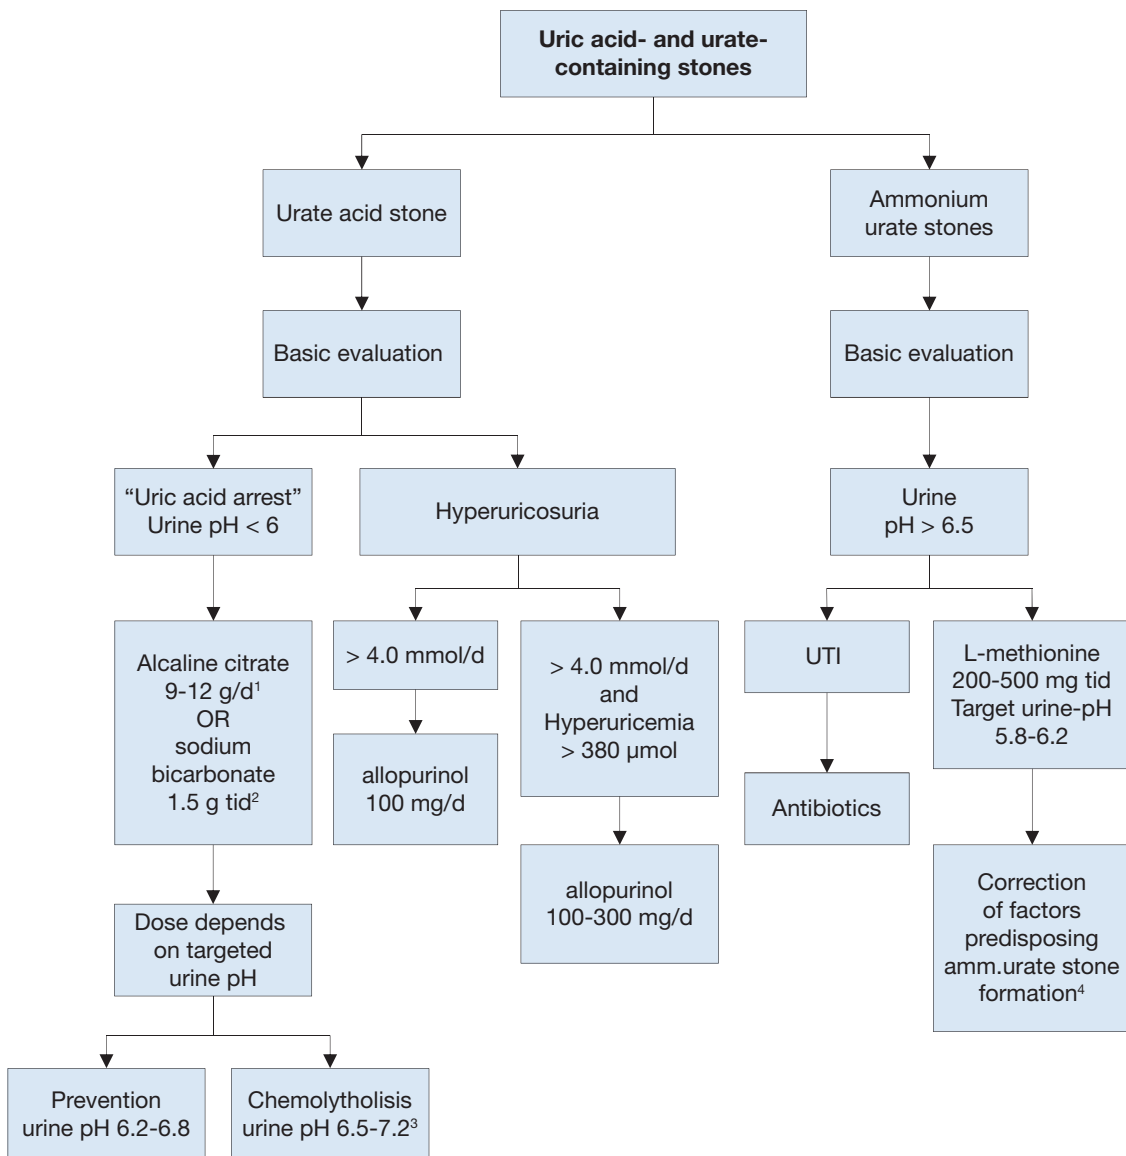 Uric acid- and urate-
containing stones
Urate acid stone
Ammonium
urate stones
Basic evaluation
Basic evaluation
“Uric acid arrest”
Urine pH < 6
Hyperuricosuria
Urine
pH > 6.5
Alcaline citrate
9-12 g/d¹
OR
sodium
bicarbonate
1.5 g tid²
> 4.0 mmol/d
> 4.0 mmol/d
and
Hyperuricemia
> 380 µmol
UTI
L-methionine
200-500 mg tid
Target urine-pH
5.8-6.2
allopurinol
100 mg/d
Antibiotics
allopurinol
100-300 mg/d
Correction
of factors
predisposing
amm.urate stone
formation⁴
Dose depends
on targeted
urine pH
Prevention
urine pH 6.2-6.8
Chemolytholisis
urine pH 6.5-7.2³